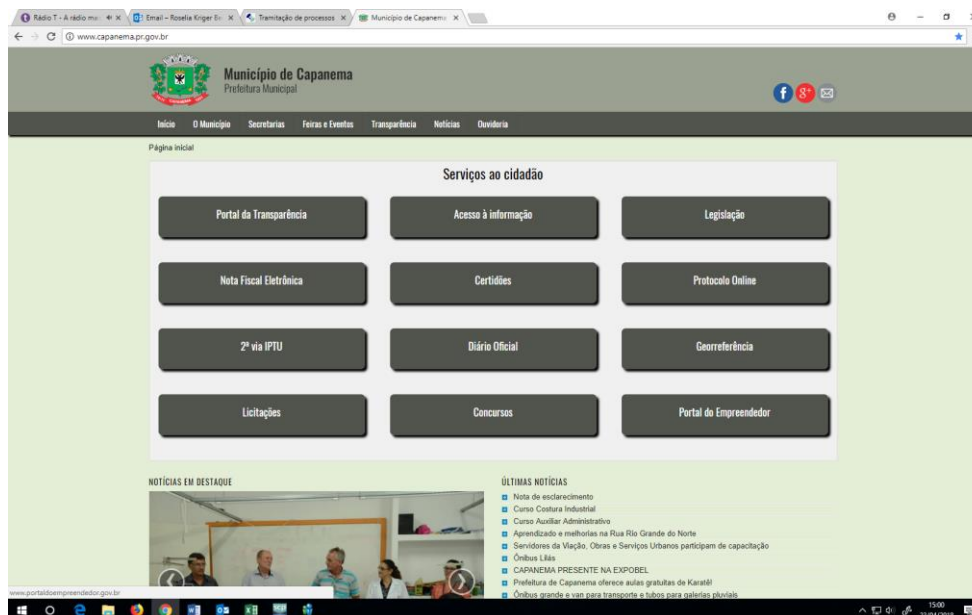 Rádio T - A rádio mai
Email – Roselia Kriger Be
Tramitação de processos
Município de Capanema
www.capanema.pr.gov.br
Município de Capanema
Prefeitura Municipal
Início O Município Secretarias Feiras e Eventos Transparência Notícias Ouvidoria
Página inicial
Serviços ao cidadão
Portal da Transparência Acesso à informação Legislação
Nota Fiscal Eletrônica Certidões Protocolo Online
2ª via IPTU Diário Oficial Georreferência
Licitações Concursos Portal do Empreendedor
NOTÍCIAS EM DESTAQUE
ÚLTIMAS NOTÍCIAS
Nota de esclarecimento
Curso Costura Industrial
Curso Auxiliar Administrativo
Aprendizado e melhorias na Rua Rio Grande do Norte
Servidores da Viação, Obras e Serviços Urbanos participam de capacitação
Ônibus Lilás
CAPANEMA PRESENTE NA EXPOBEL
Prefeitura de Capanema oferece aulas gratuitas de Karatê!
Ônibus grande e van para transporte e tubos para galerias pluviais
www.portaldoempreendedor.gov.br
15:00